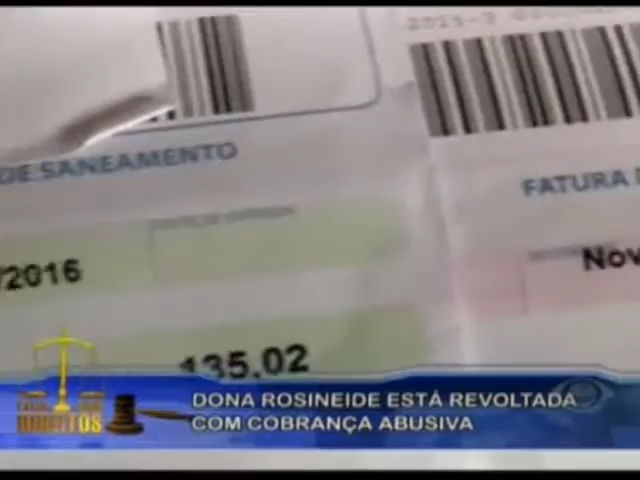 DE SANEAMENTO
FATURA
/2016
Nov
135.02
DONA ROSINEIDE ESTÁ REVOLTADA
COM COBRANÇA ABUSIVA
DIREITOS